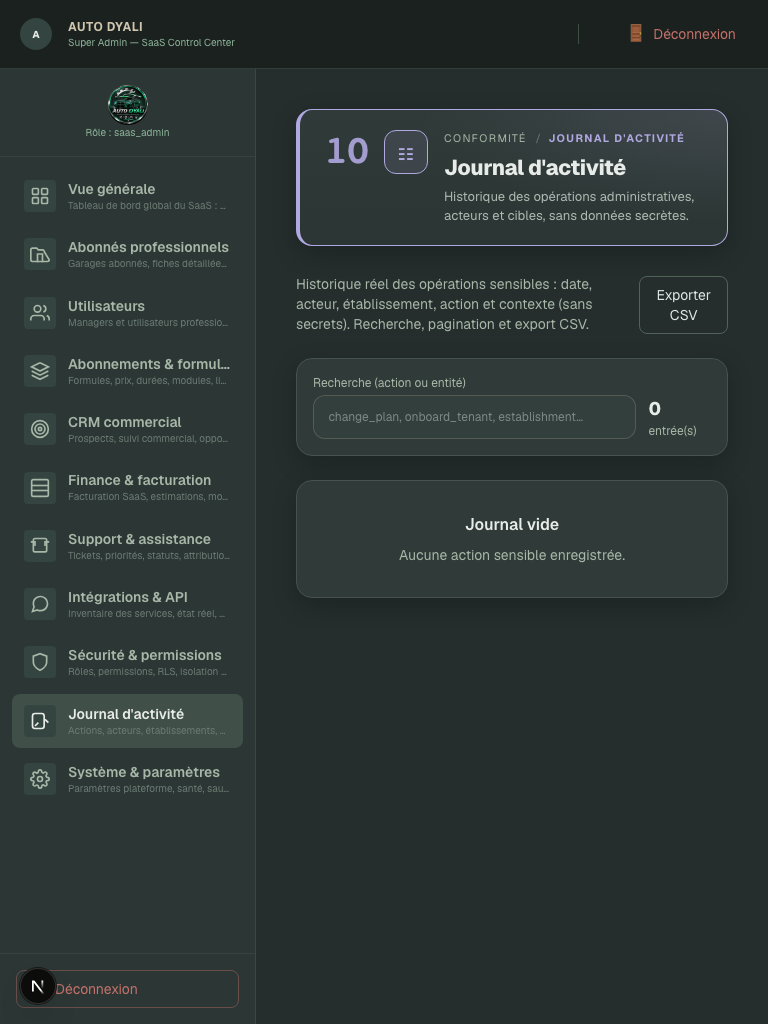 A
AUTO DYALI
Super Admin — SaaS Control Center
Déconnexion
AUTO DYALI
Rôle : saas_admin
Vue générale
Tableau de bord global du SaaS : …
Abonnés professionnels
Garages abonnés, fiches détaillée…
Utilisateurs
Managers et utilisateurs professio…
Abonnements & formul…
Formules, prix, durées, modules, li…
CRM commercial
Prospects, suivi commercial, oppo…
Finance & facturation
Facturation SaaS, estimations, mo…
Support & assistance
Tickets, priorités, statuts, attributio…
Intégrations & API
Inventaire des services, état réel, …
Sécurité & permissions
Rôles, permissions, RLS, isolation …
Journal d'activité
Actions, acteurs, établissements, …
Système & paramètres
Paramètres plateforme, santé, sau…
N
Déconnexion
10
CONFORMITÉ / JOURNAL D'ACTIVITÉ
Journal d'activité
Historique des opérations administratives,
acteurs et cibles, sans données secrètes.
Historique réel des opérations sensibles : date,
acteur, établissement, action et contexte (sans
secrets). Recherche, pagination et export CSV.
Exporter
CSV
Recherche (action ou entité)
change_plan, onboard_tenant, establishment…
0
entrée(s)
Journal vide
Aucune action sensible enregistrée.